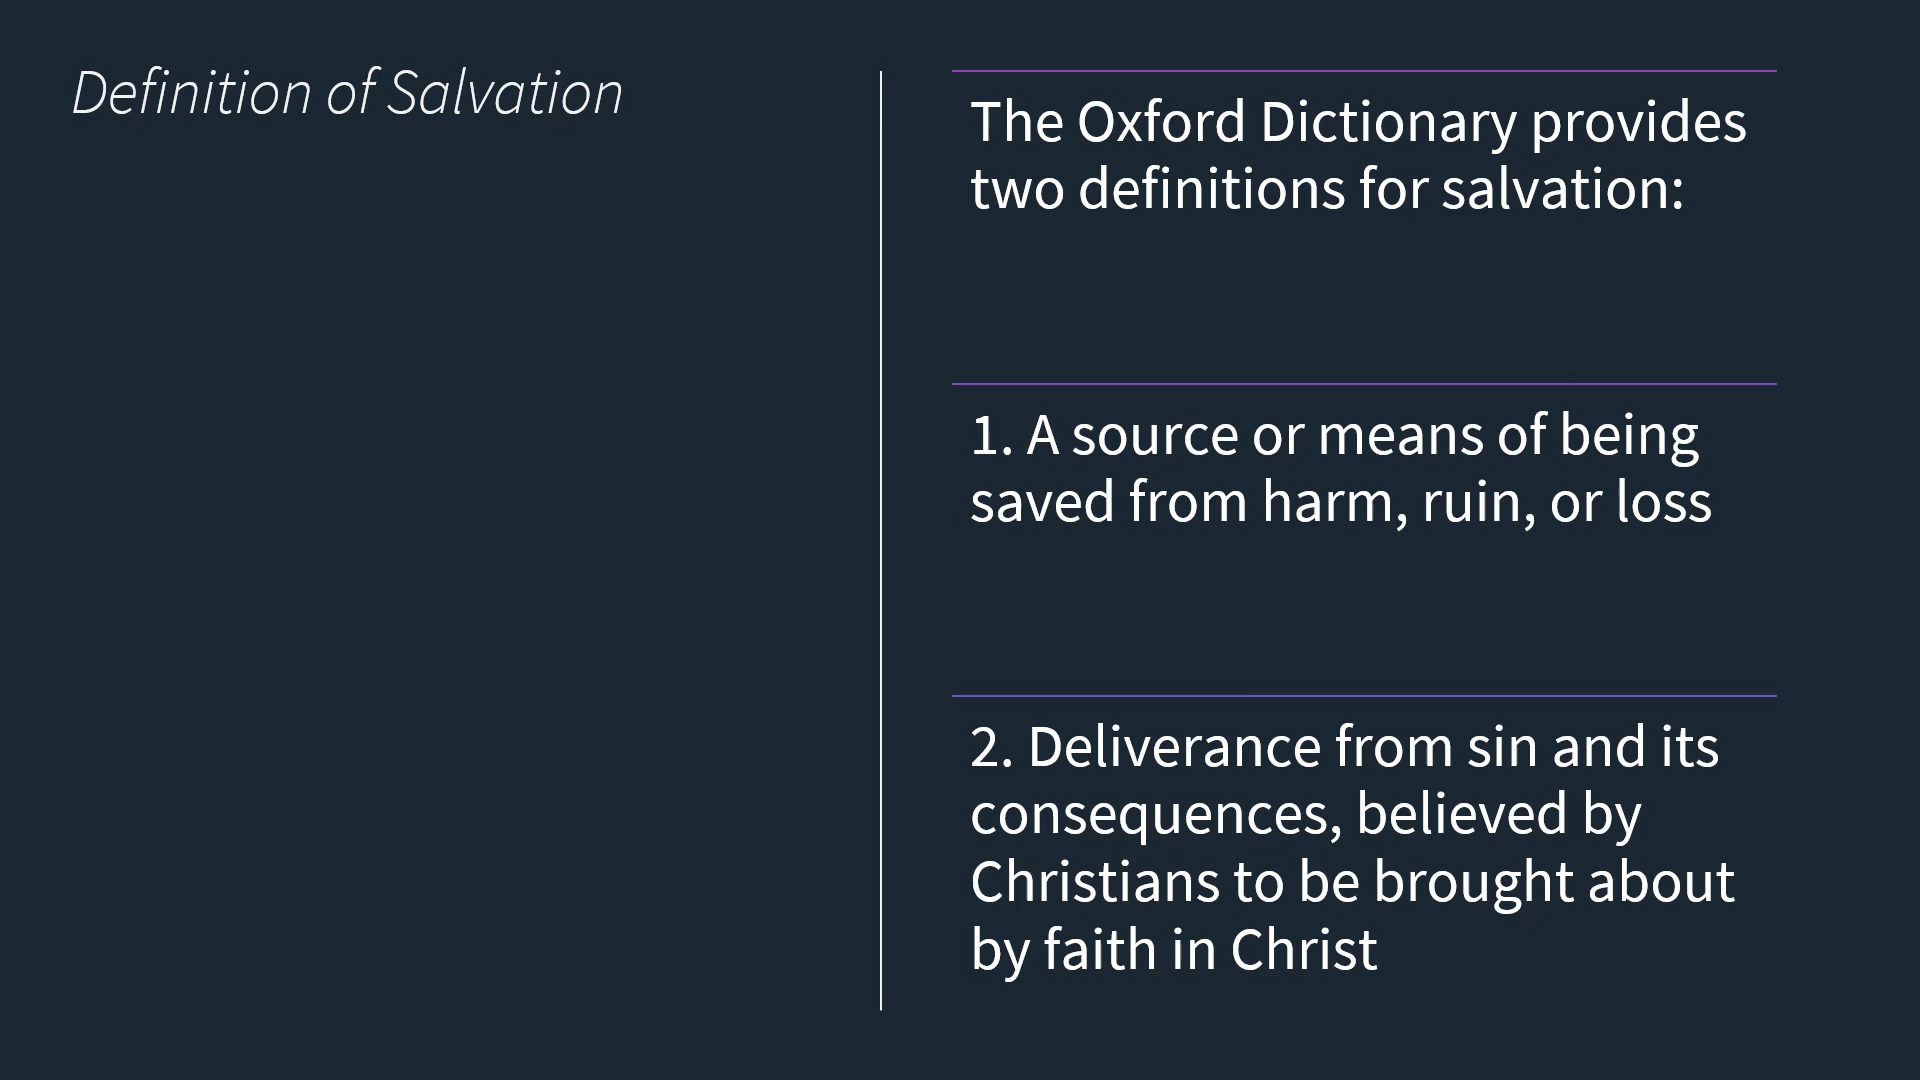 Definition of Salvation
The Oxford Dictionary provides
two definitions for salvation:
1. A source or means of being
saved from harm, ruin, or loss
2. Deliverance from sin and its
consequences, believed by
Christians to be brought about
by faith in Christ